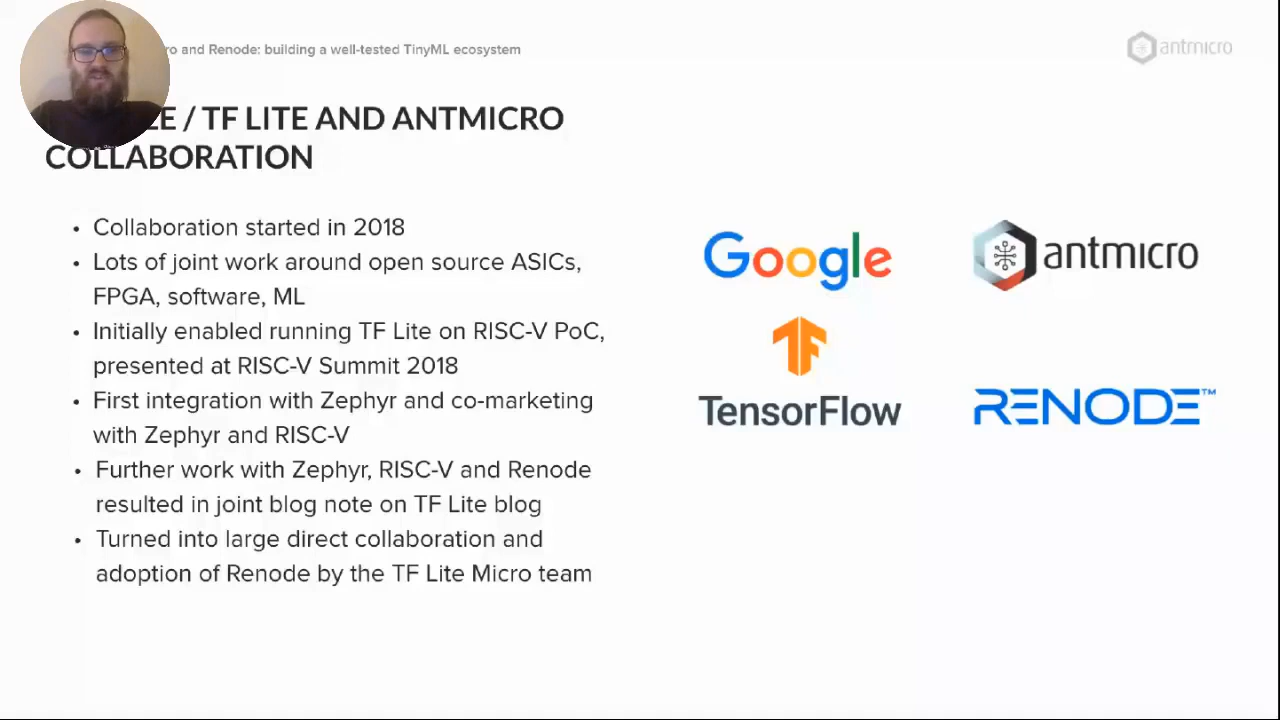 and Renode: building a well-tested TinyML ecosystem
antmicro
/ TF LITE AND ANTMICRO
COLLABORATION
• Collaboration started in 2018
• Lots of joint work around open source ASICs,
FPGA, software, ML
• Initially enabled running TF Lite on RISC-V PoC,
presented at RISC-V Summit 2018
• First integration with Zephyr and co-marketing
with Zephyr and RISC-V
• Further work with Zephyr, RISC-V and Renode
resulted in joint blog note on TF Lite blog
• Turned into large direct collaboration and
adoption of Renode by the TF Lite Micro team
Google
antmicro
TensorFlow
RENODE™